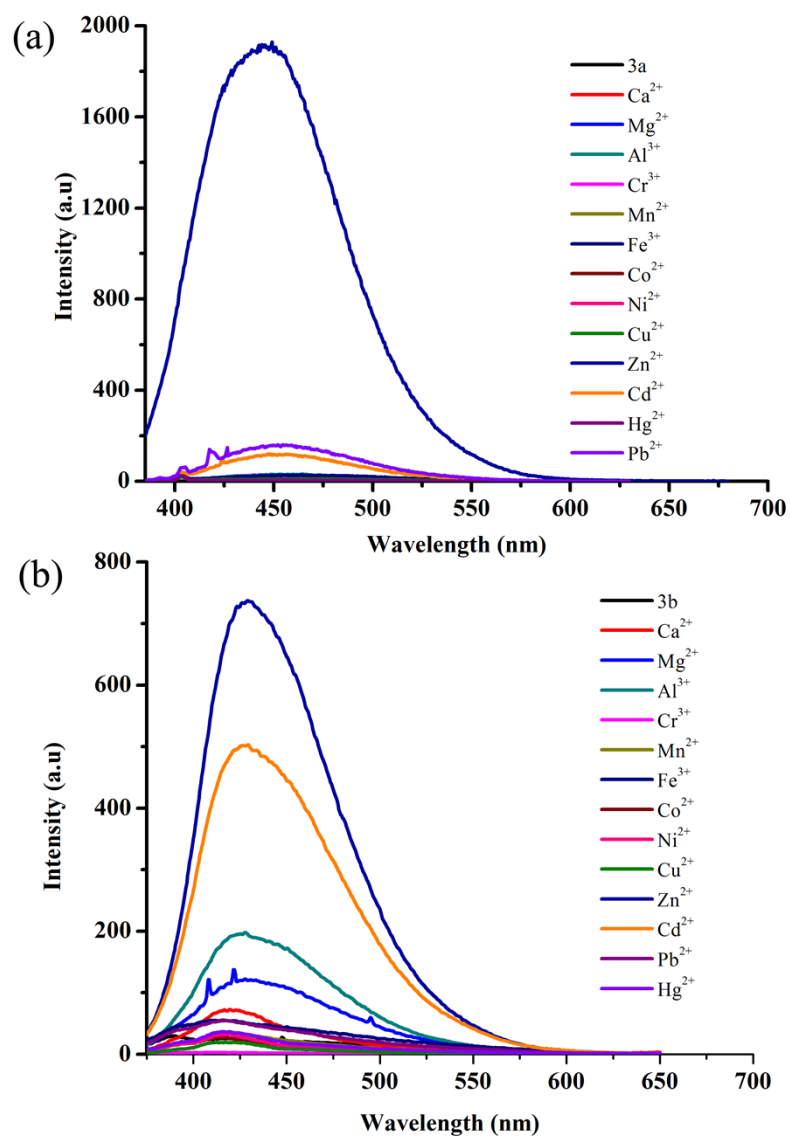 (a)
2000
1600
1200
800
400
0
Intensity (a.u)
400 450 500 550 600 650 700
Wavelength (nm)
3a
Ca²⁺
Mg²⁺
Al³⁺
Cr³⁺
Mn²⁺
Fe³⁺
Co²⁺
Ni²⁺
Cu²⁺
Zn²⁺
Cd²⁺
Hg²⁺
Pb²⁺
(b)
800
600
400
200
0
Intensity (a.u)
400 450 500 550 600 650 700
Wavelength (nm)
3b
Ca²⁺
Mg²⁺
Al³⁺
Cr³⁺
Mn²⁺
Fe³⁺
Co²⁺
Ni²⁺
Cu²⁺
Zn²⁺
Cd²⁺
Pb²⁺
Hg²⁺